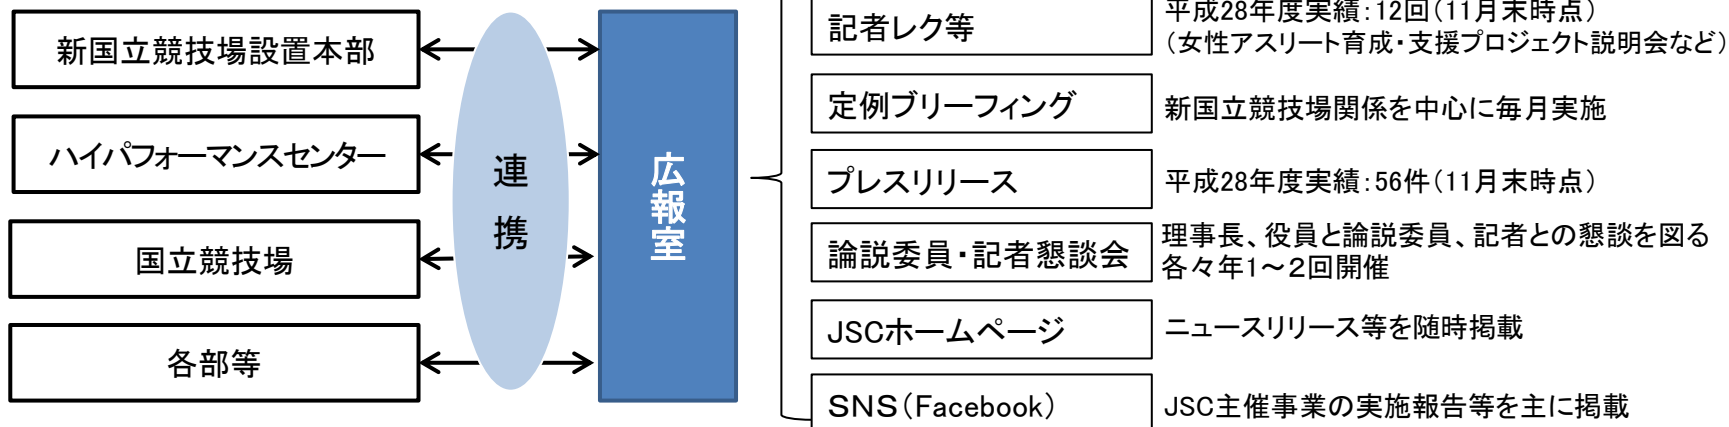 新国立競技場設置本部
ハイパフォーマンスセンター
国立競技場
各部等
連携
広報室
記者レク等
平成28年度実績：12回（11月末時点）
（女性アスリート育成・支援プロジェクト説明会など）
定例ブリーフィング
新国立競技場関係を中心に毎月実施
プレスリリース
平成28年度実績：56件（11月末時点）
論説委員・記者懇談会
理事長、役員と論説委員、記者との懇談を図る
各々年1～２回開催
JSCホームページ
ニュースリリース等を随時掲載
ＳＮＳ（Facebook）
JSC主催事業の実施報告等を主に掲載